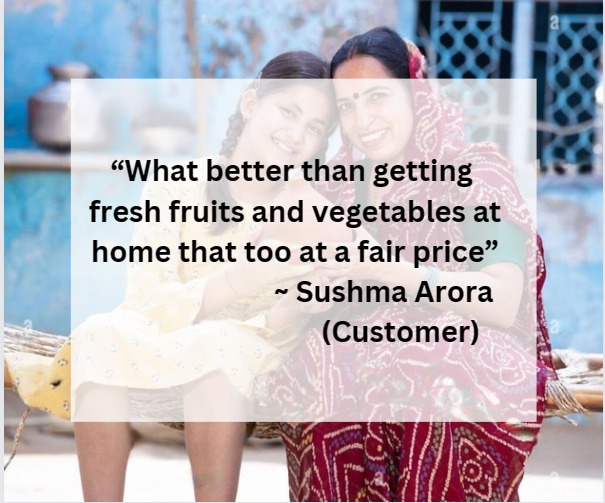 “What better than getting
fresh fruits and vegetables at
home that too at a fair price”
~ Sushma Arora
(Customer)
a
a
a
a